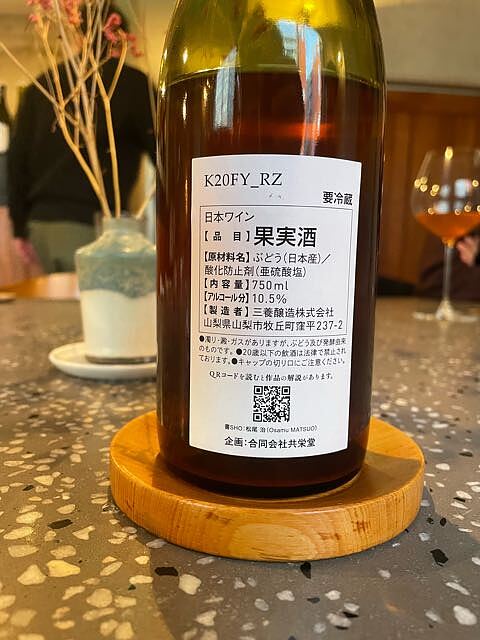 K20FY_RZ
要冷蔵
日本ワイン
【品 目】果実酒
【原材料名】ぶどう(日本産)/
酸化防止剤(亜硫酸塩)
【内 容 量】750ml
【アルコール分】10.5%
【製 造 者】三養醸造株式会社
山梨県山梨市牧丘町窪平237-2
●濁り・澱・ガスがありますが、ぶどう及び発酵由来
のものです。●20歳以下の飲酒は法律で禁止され
ております。●キャップの切り口にご注意ください。
QRコードを読むと作品の解説があります。
書SHO:松尾 治(Osamu MATSUO)
企画:合同会社共栄堂